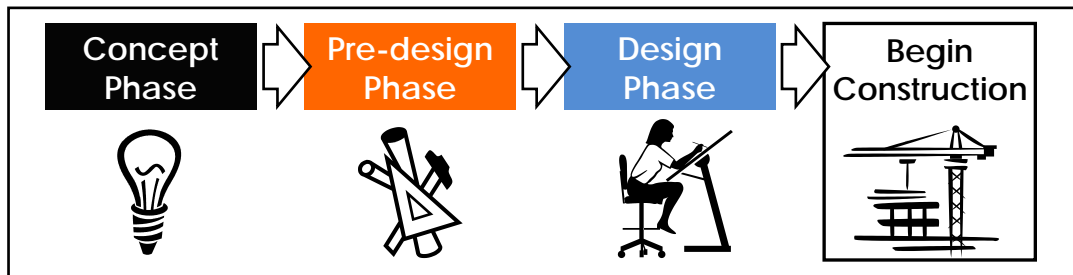 Concept
Phase
Pre-design
Phase
Design
Phase
Begin
Construction